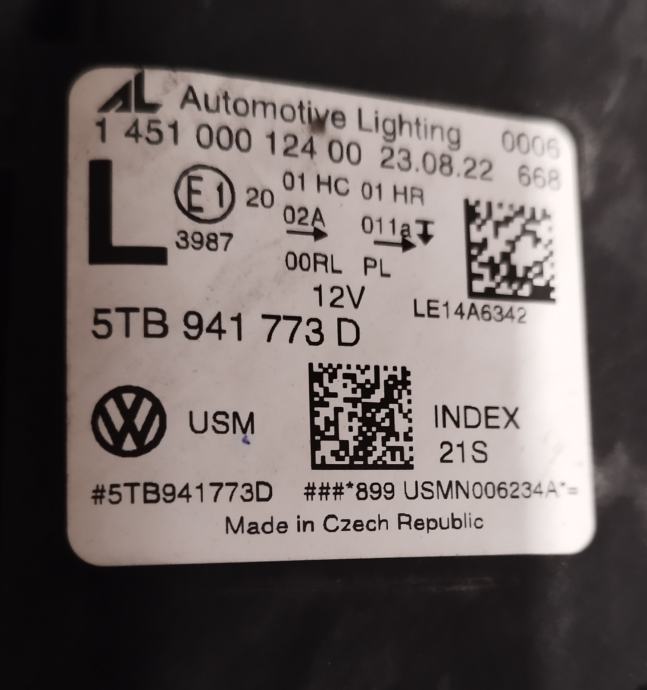 AL Automotive Lighting 0006
1 451 000 124 00 23.08.22 668
L E1 20 01 HC 01 HR
3987 02A 011a
00RL PL
12V LE14A6342
5TB 941 773 D
VW USM INDEX
21S
#5TB941773D ###*899 USMN006234A*=
Made in Czech Republic